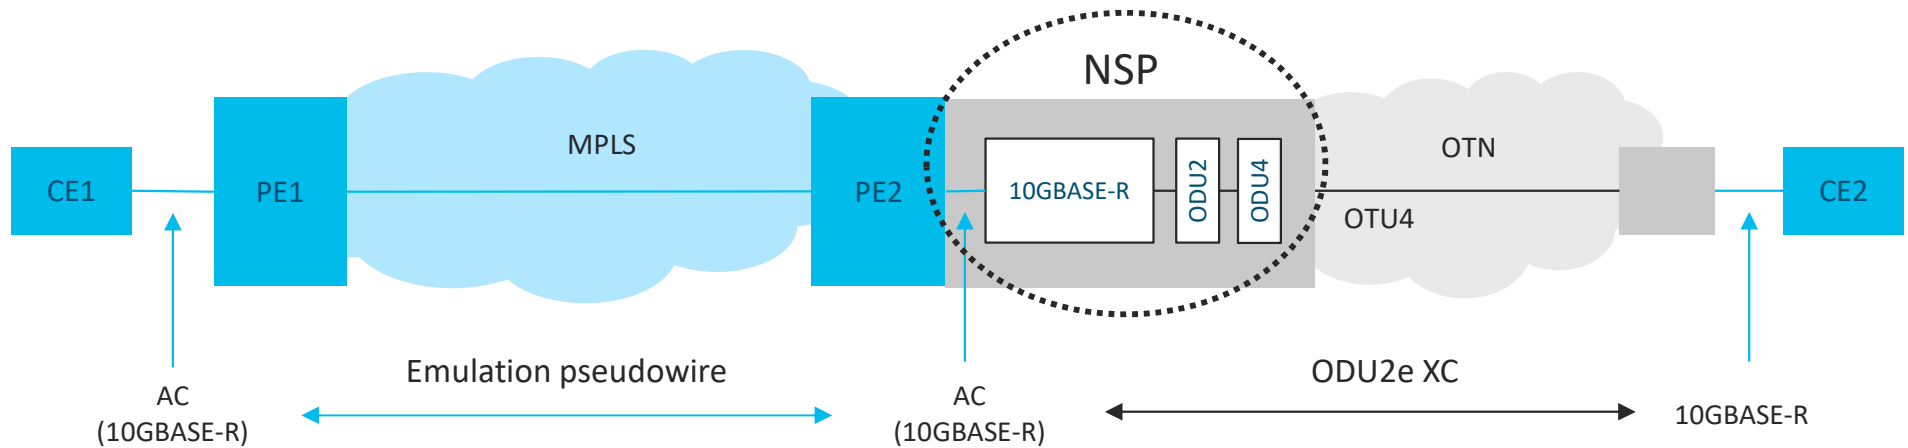 NSP
MPLS
OTN
CE1
PE1
PE2
10GBASE-R
ODU2
ODU4
OTU4
CE2
Emulation pseudowire
ODU2e XC
AC
(10GBASE-R)
AC
(10GBASE-R)
10GBASE-R